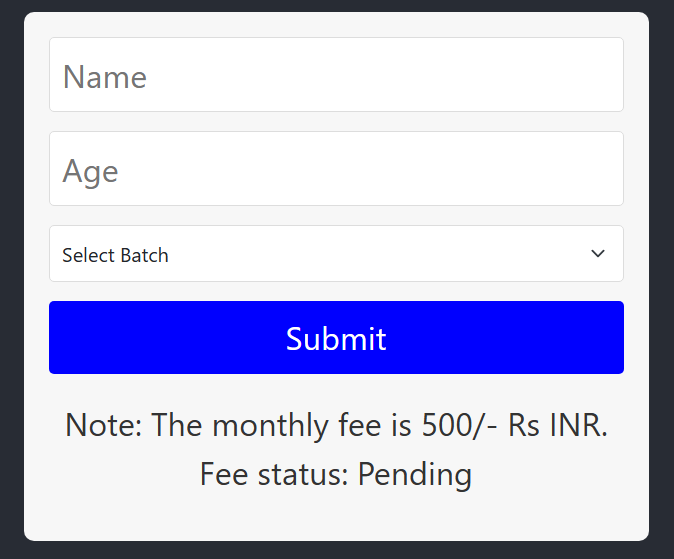 Name
Age
Select Batch
Submit
Note: The monthly fee is 500/- Rs INR.
Fee status: Pending